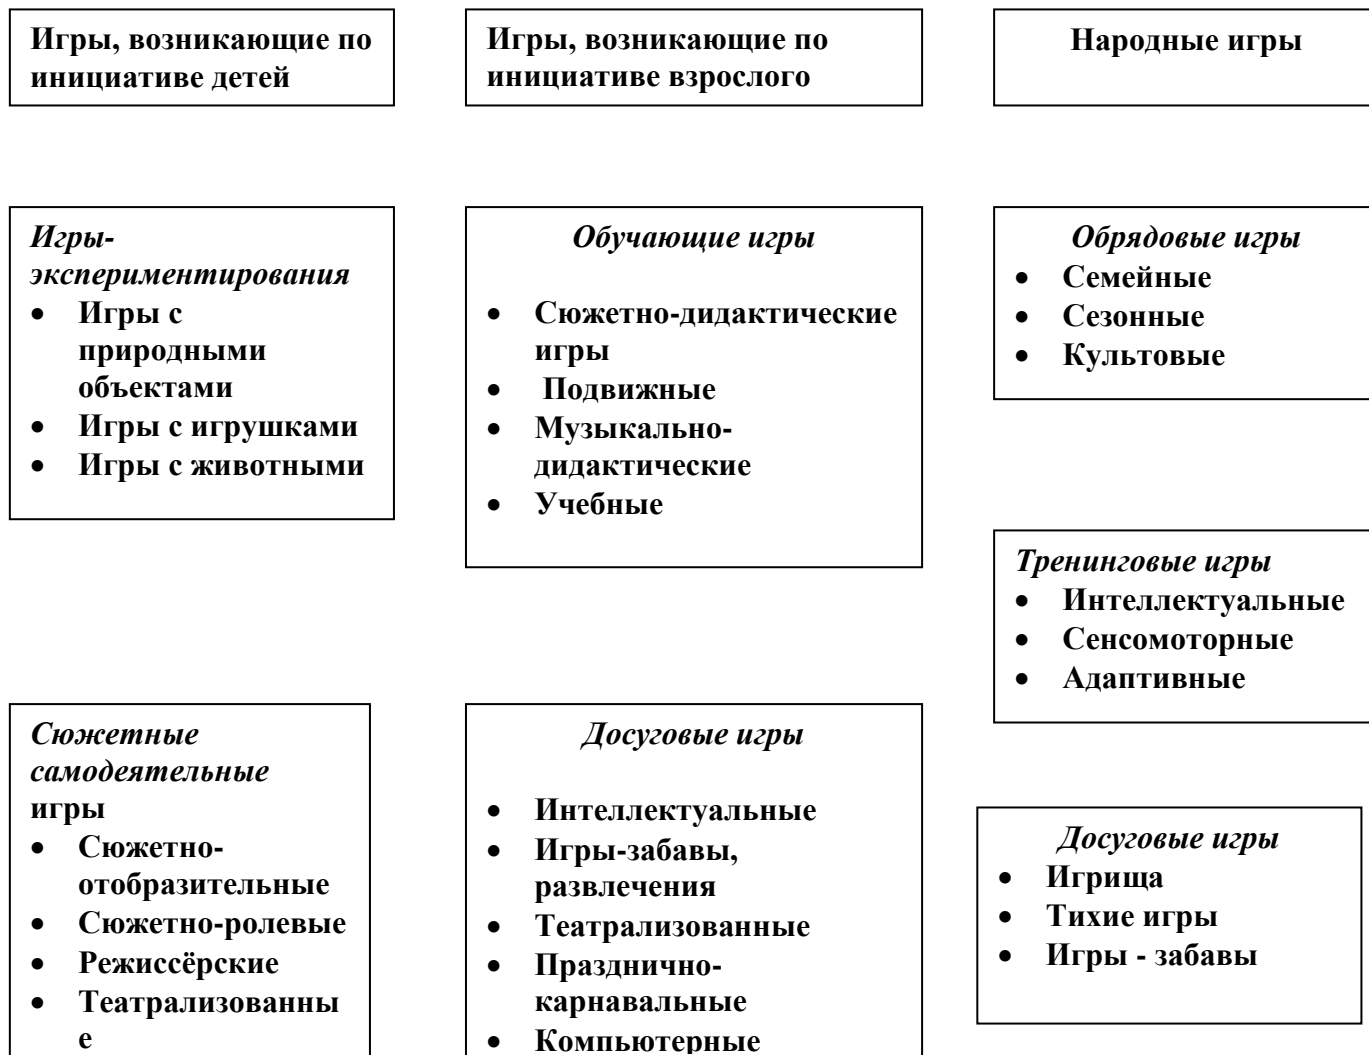 Игры, возникающие по
инициативе детей
Игры, возникающие по
инициативе взрослого
Народные игры
Игры-
экспериментирования
• Игры с
природными
объектами
• Игры с игрушками
• Игры с животными
Обучающие игры
• Сюжетно-дидактические
игры
• Подвижные
• Музыкально-
дидактические
• Учебные
Обрядовые игры
• Семейные
• Сезонные
• Культовые
Тренинговые игры
• Интеллектуальные
• Сенсомоторные
• Адаптивные
Сюжетные
самодеятельные
игры
• Сюжетно-
отобразительные
• Сюжетно-ролевые
• Режиссёрские
• Театрализованны
е
Досуговые игры
• Интеллектуальные
• Игры-забавы,
развлечения
• Театрализованные
• Празднично-
карнавальные
• Компьютерные
Досуговые игры
• Игрища
• Тихие игры
• Игры - забавы